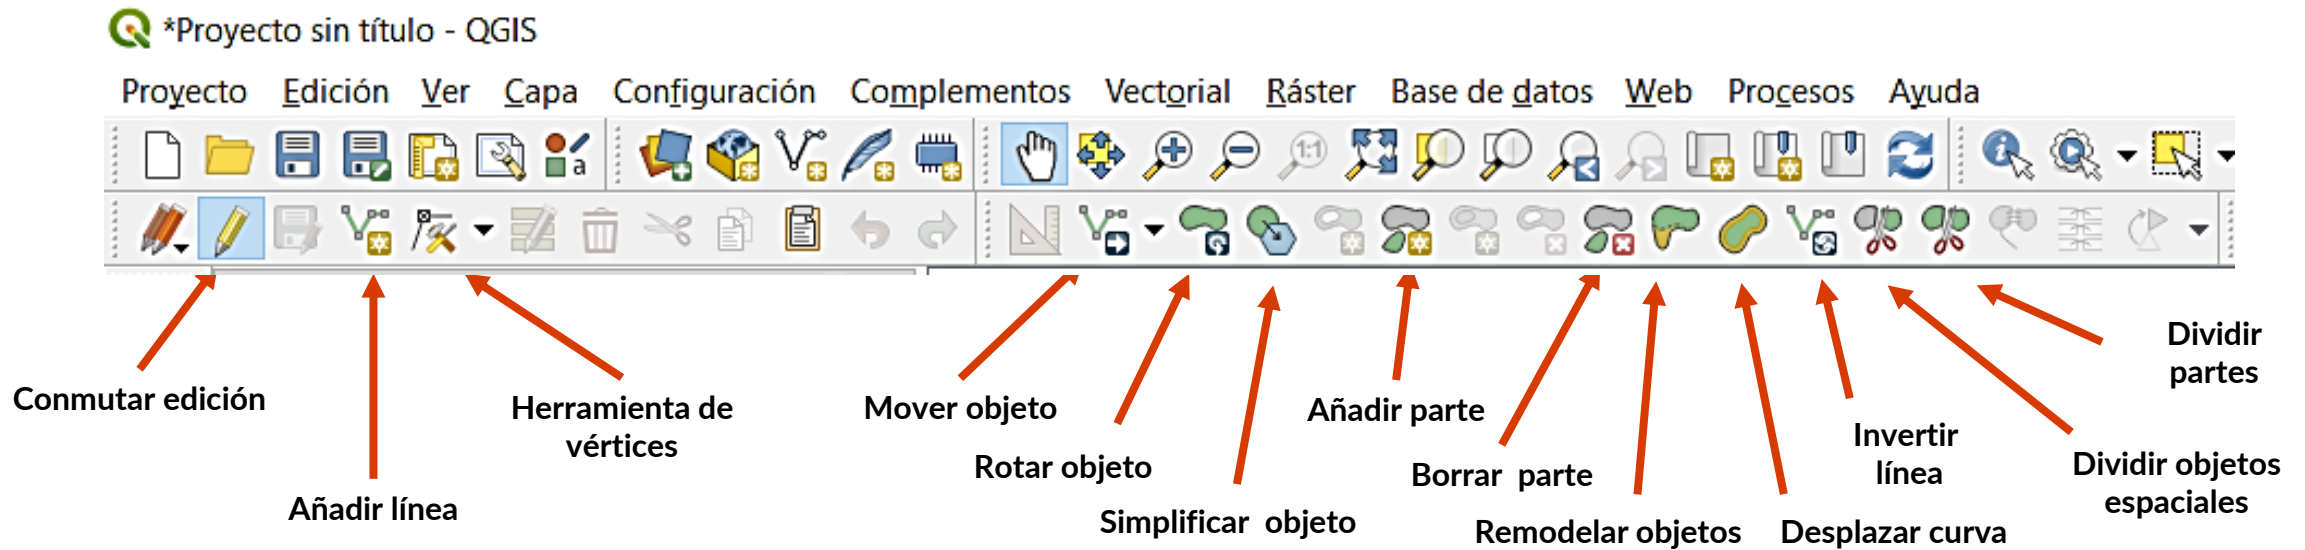 *Proyecto sin título - QGIS
Proyecto Edición Ver Capa Configuración Complementos Vectorial Ráster Base de datos Web Procesos Ayuda
1:1
a
Conmutar edición
Añadir línea
Herramienta de
vértices
Mover objeto
Rotar objeto
Simplificar objeto
Añadir parte
Borrar parte
Remodelar objetos
Desplazar curva
Invertir
línea
Dividir objetos
espaciales
Dividir
partes